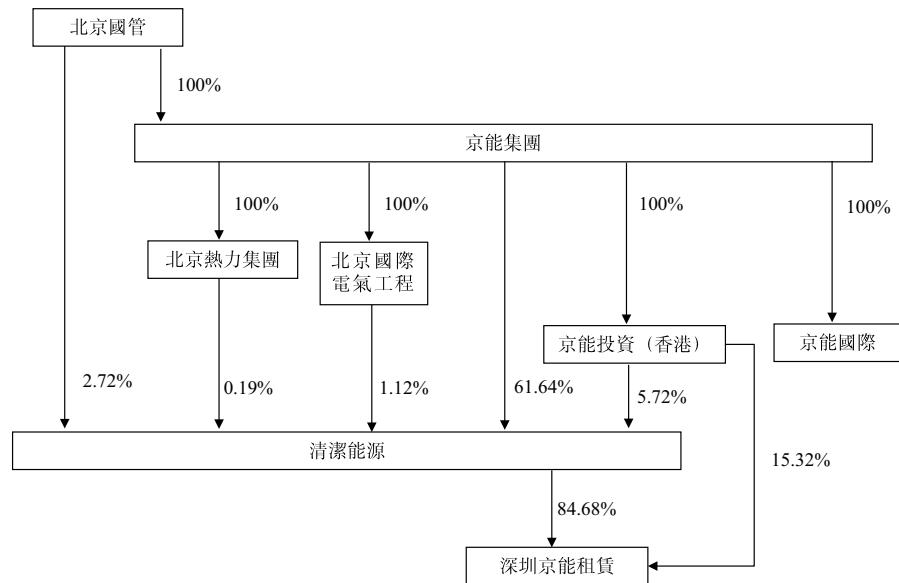 北京國管
100%
京能集團
100%
100%
100%
100%
北京熱力集團
北京國際
電氣工程
京能投資（香港）
京能國際
2.72%
0.19%
1.12%
61.64%
5.72%
清潔能源
15.32%
84.68%
深圳京能租賃